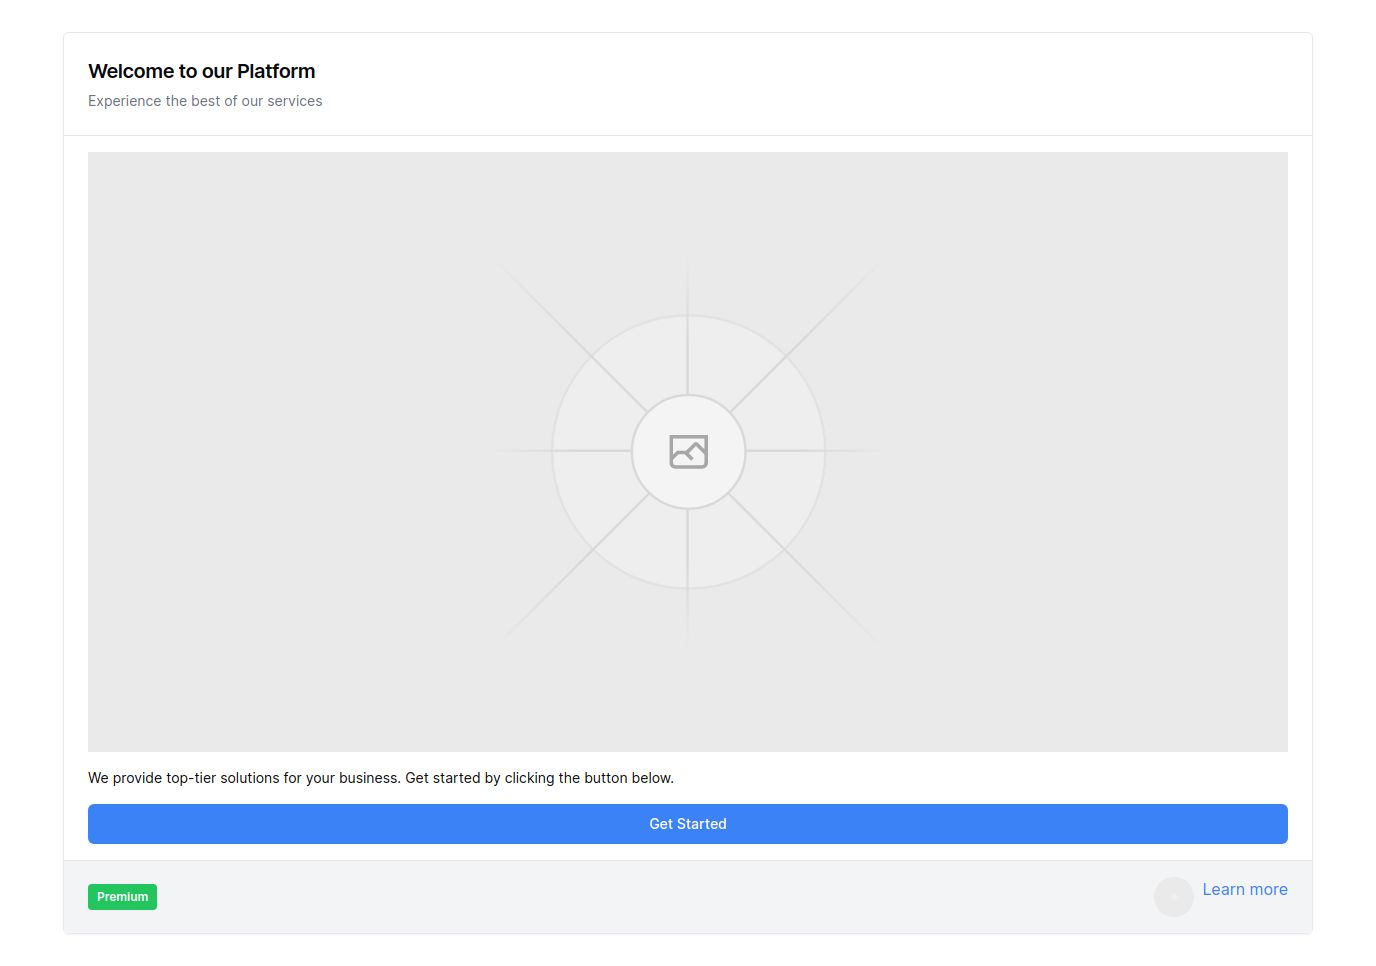 Welcome to our Platform
Experience the best of our services
We provide top-tier solutions for your business. Get started by clicking the button below.
Get Started
Premium
Learn more